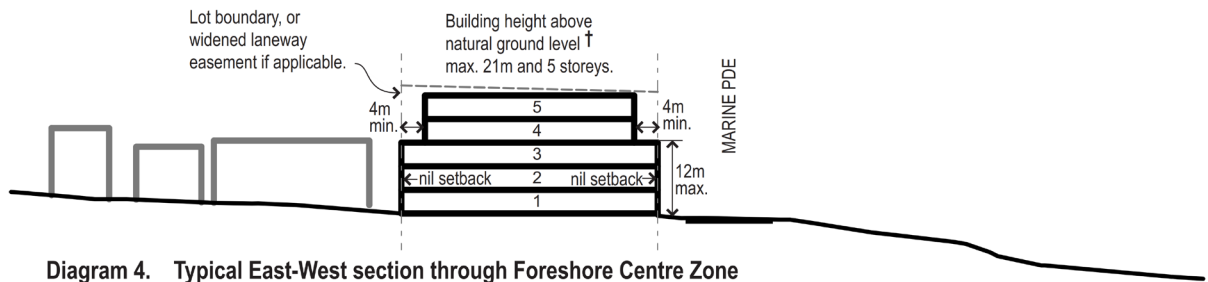 Lot boundary, or
widened laneway
easement if applicable.
Building height above
natural ground level †
max. 21m and 5 storeys.
MARINE PDE
4m
min.
5
4m
min.
4
3
12m
max.
nil setback 2 nil setback
1
Diagram 4. Typical East-West section through Foreshore Centre Zone